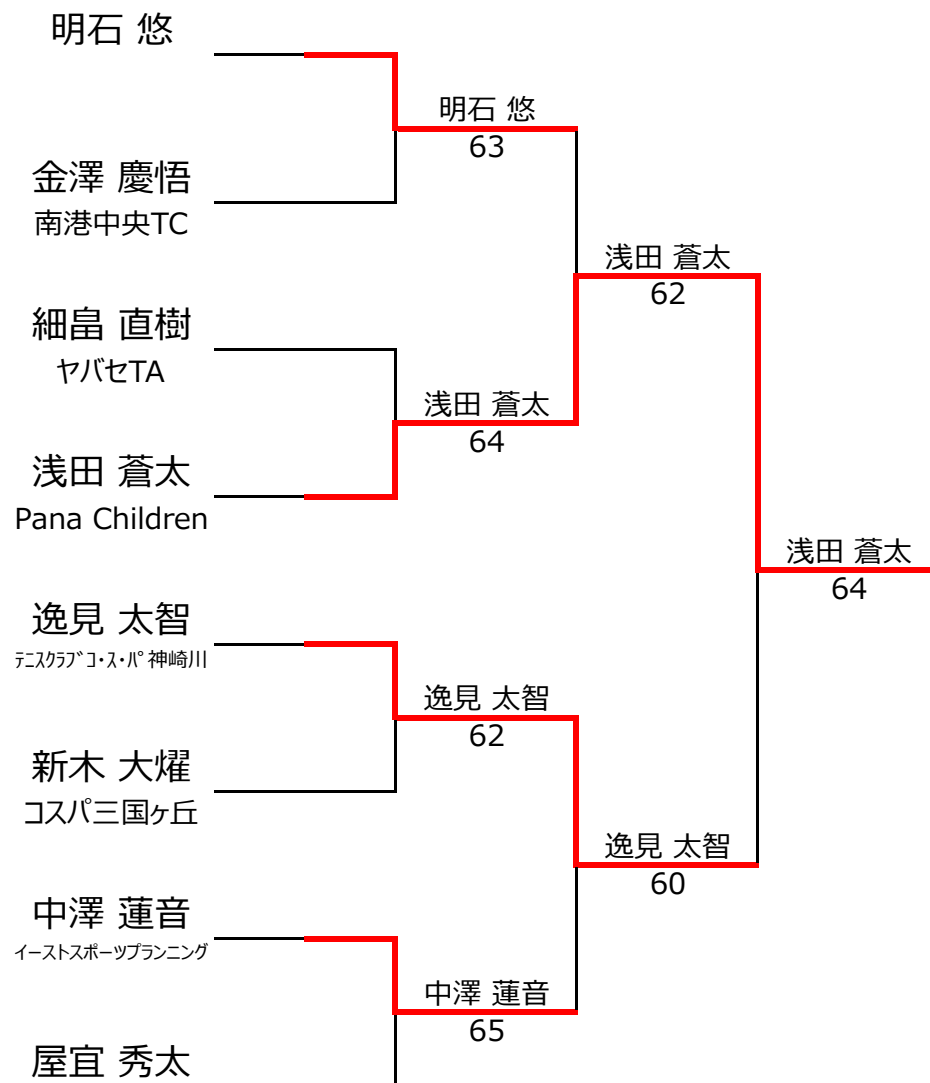 明石 悠
明石 悠
63
金澤 慶悟
南港中央TC
浅田 蒼太
62
細畠 直樹
ヤバセTA
浅田 蒼太
64
浅田 蒼太
Pana Children
浅田 蒼太
64
逸見 太智
ﾃﾆｽｸﾗﾌﾞｺ･ｽ･ﾊﾟ神崎川
逸見 太智
62
新木 大燿
コスパ三国ヶ丘
逸見 太智
60
中澤 蓮音
イーストスポーツプランニング
中澤 蓮音
65
屋宜 秀太